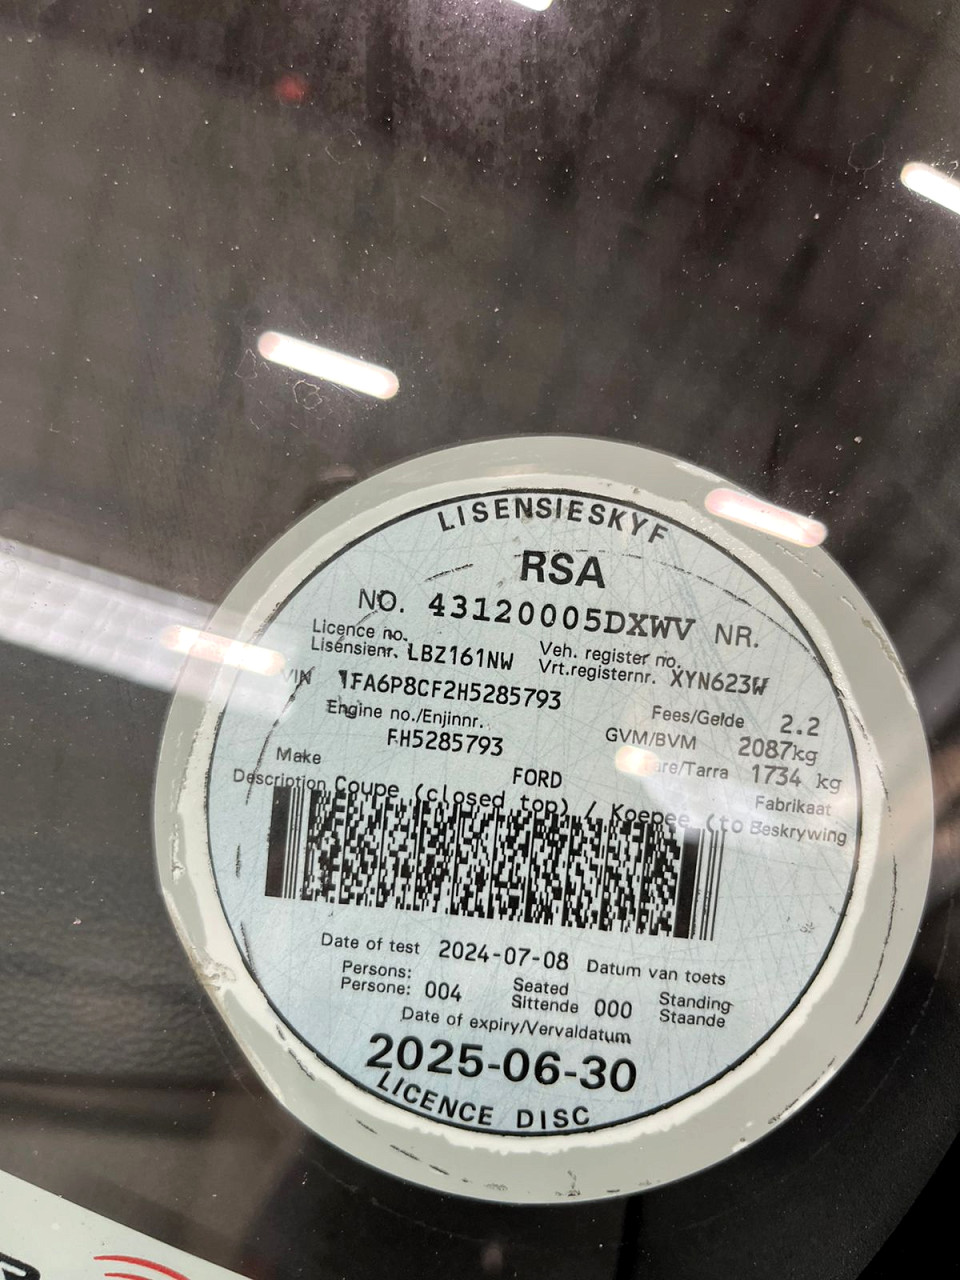 LISENSIESKYF
RSA
NO. 43120005DXWV NR.
Licence no.
Lisensienr. LBZ161NW
Veh. register no.
Vrt.registernr. XYN623W
VIN 1FA6P8CF2H5285793
Engine no./Enjinnr.
FH5285793
Fees/Gelde 2.2
GVM/BVM 2087kg
Tare/Tarra 1734 kg
Make FORD Fabrikaat
Description Coupe (closed top) / Koepee (to Beskrywing
Date of test 2024-07-08 Datum van toets
Persons:
Persone: 004
Seated
Sittende 000
Standing
Staande
Date of expiry/Vervaldatum
2025-06-30
LICENCE DISC